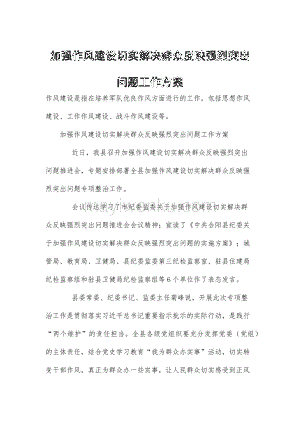 加强作风建设切实解决群众反映强烈突出
问题工作方案
作风建设是指在培养军队优良作风方面进行的工作。包括思想作风
建设、工作作风建设、战斗作风建设等。
加强作风建设切实解决群众反映强烈突出问题工作方案
近日，我县召开加强作风建设切实解决群众反映强烈突出
问题推进会，专题安排部署全县加强作风建设切实解决群众反映强
烈突出问题专项整治工作。
会议传达学习了市纪委监委关于加强作风建设切实解决群
众反映强烈突出问题推进会会议精神；宣读了《中共合阳县纪委关
于加强作风建设切实解决群众反映强烈突出问题的实施方案》；城
管局、教育局、卫健局、县纪委监委第三纪检监察室、驻县住建局
纪检监察组和驻县卫健局纪检监察组等 6 个单位作了表态发言。
县委常委、纪委书记、监委主任蔺峰说，开展此次专项整
治工作是贯彻落实习近平总书记重要指示批示的实际行动，是践行
“两个维护”的责任担当。全县各级党组织要充分发挥党委（党组）
的主体责任，结合党史学习教育“我为群众办实事”活动，切实转
变干部作风，真正为群众办一些实事，让人民群众切实感受到正风